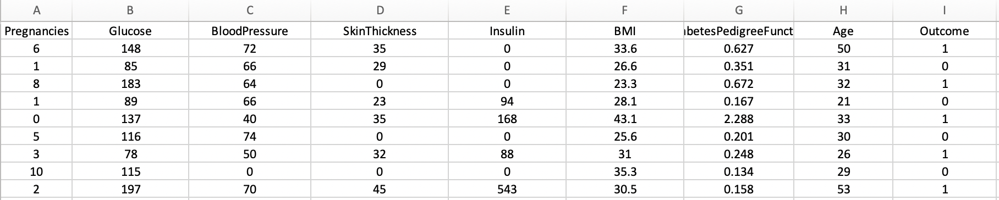 A B C D E F G H I
Pregnancies Glucose BloodPressure SkinThickness Insulin BMI betesPedigreeFunct Age Outcome
6 148 72 35 0 33.6 0.627 50 1
1 85 66 29 0 26.6 0.351 31 0
8 183 64 0 0 23.3 0.672 32 1
1 89 66 23 94 28.1 0.167 21 0
0 137 40 35 168 43.1 2.288 33 1
5 116 74 0 0 25.6 0.201 30 0
3 78 50 32 88 31 0.248 26 1
10 115 0 0 0 35.3 0.134 29 0
2 197 70 45 543 30.5 0.158 53 1